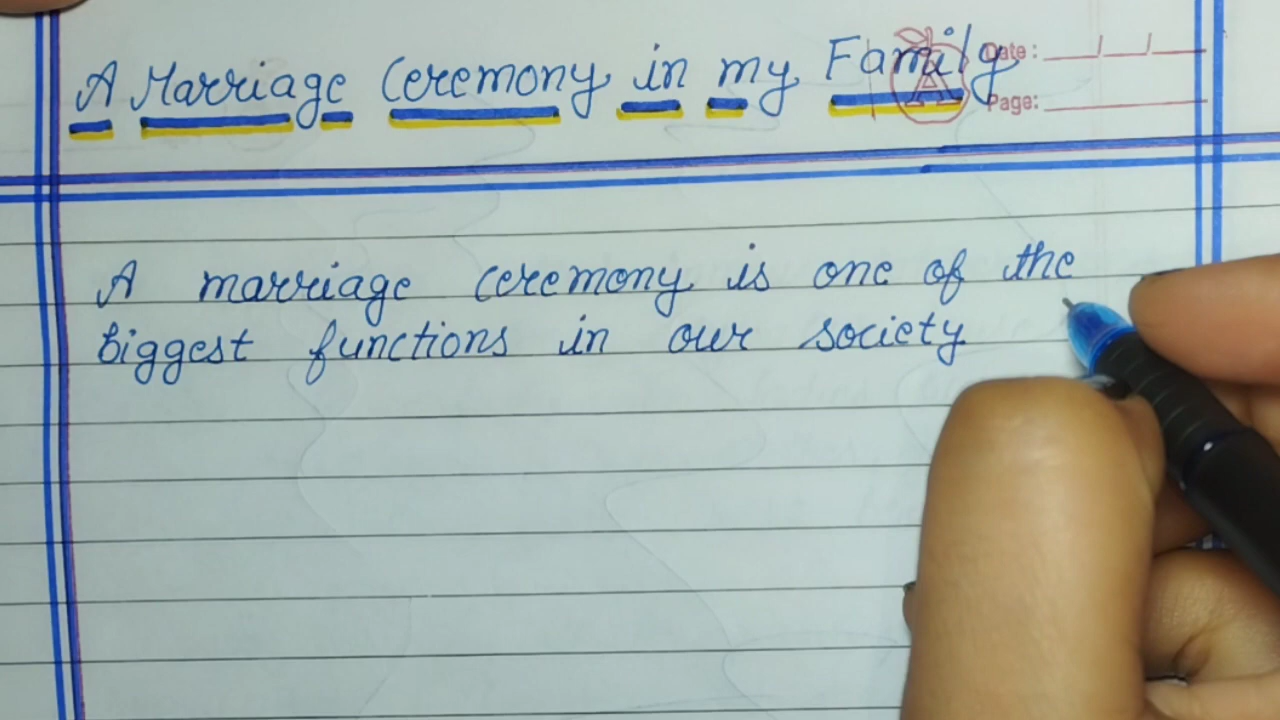 A Marriage Ceremony in my Family
Date :
Page:
A marriage ceremony is one of the
biggest functions in our society